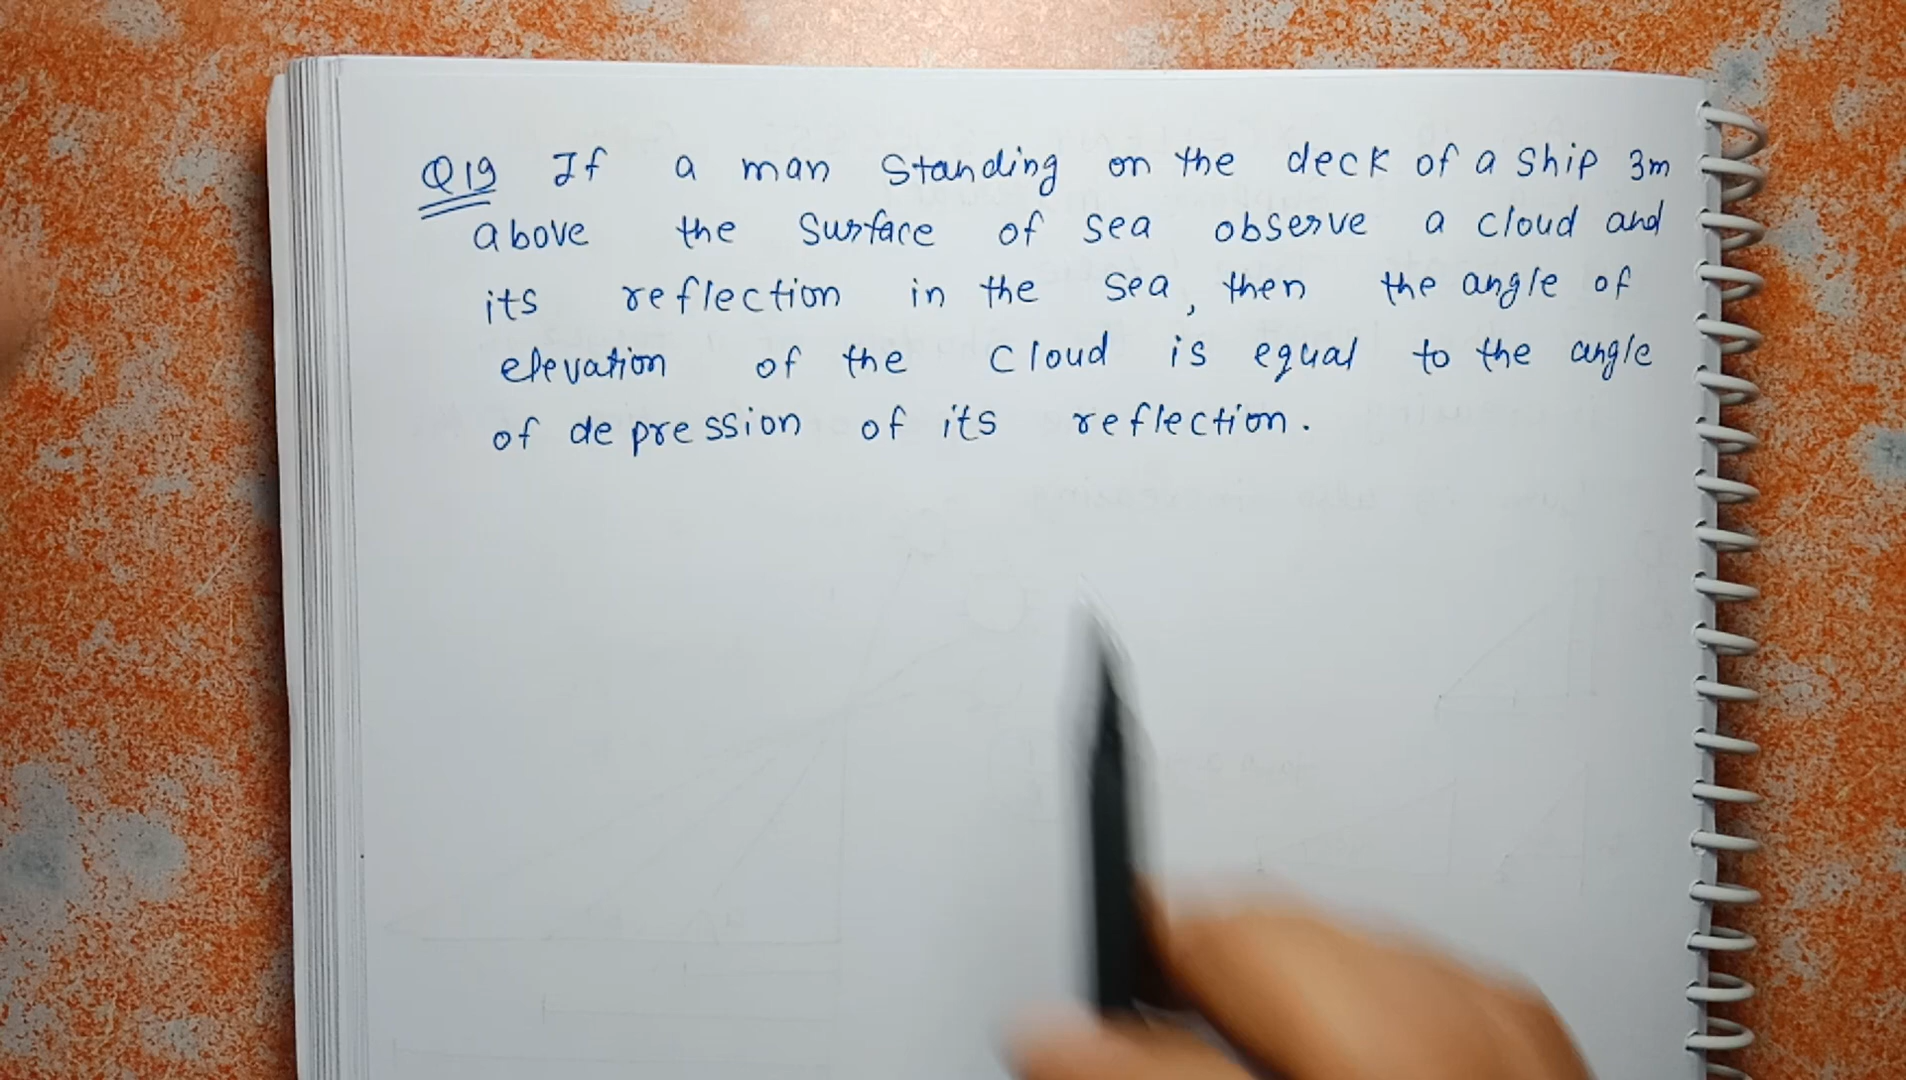 Q19 If a man standing on the deck of a ship 3m
above the surface of sea observe a cloud and
its reflection in the sea, then the angle of
elevation of the cloud is equal to the angle
of depression of its reflection.